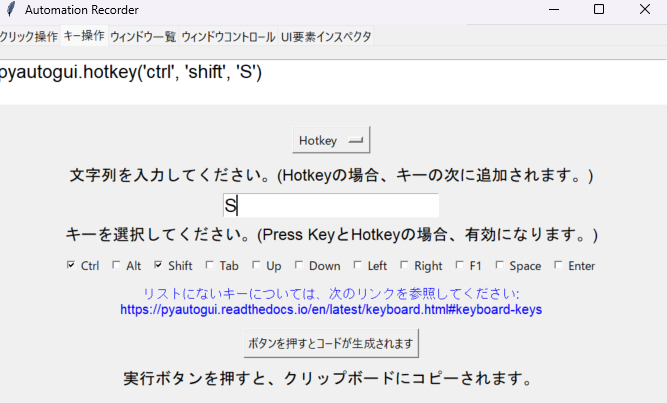 Automation Recorder
クリック操作 キー操作 ウィンドウ一覧 ウィンドウコントロール UI要素インスペクタ
pyautogui.hotkey('ctrl', 'shift', 'S')
Hotkey
文字列を入力してください。(Hotkeyの場合、キーの次に追加されます。)
S
キーを選択してください。(Press KeyとHotkeyの場合、有効になります。)
Ctrl Alt Shift Tab Up Down Left Right F1 Space Enter
リストにないキーについては、次のリンクを参照してください:
https://pyautogui.readthedocs.io/en/latest/keyboard.html#keyboard-keys
ボタンを押すとコードが生成されます
実行ボタンを押すと、クリップボードにコピーされます。